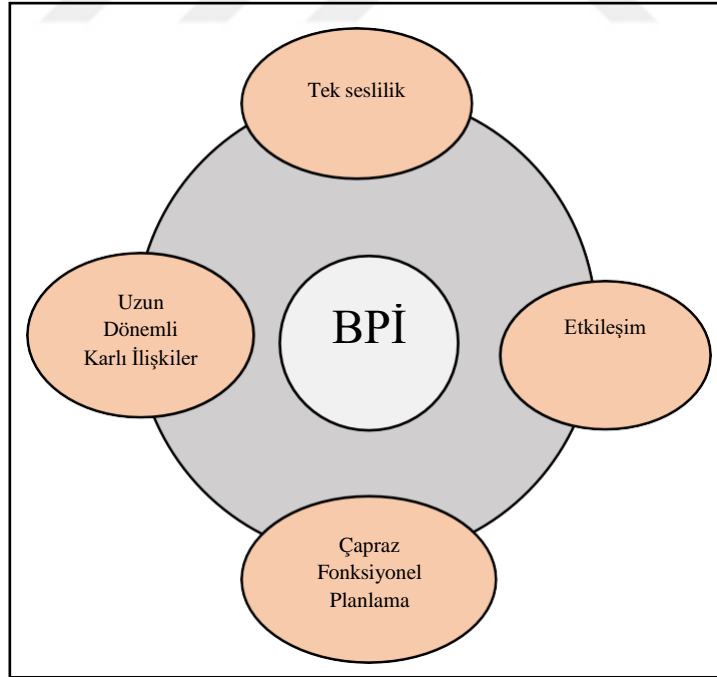 Tek seslilik
Uzun
Dönemli
Karlı İlişkiler
BPİ
Etkileşim
Çapraz
Fonksiyonel
Planlama